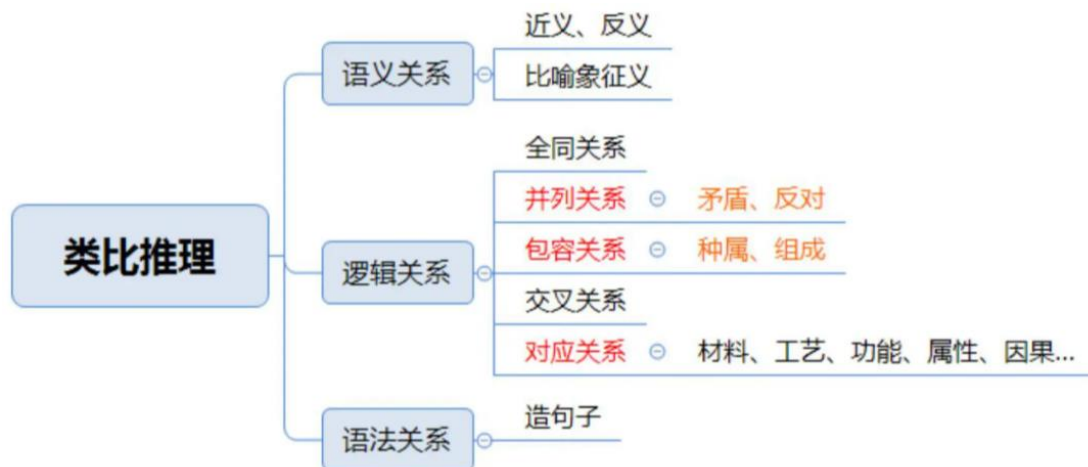 类比推理
语义关系
近义、反义
比喻象征义
逻辑关系
全同关系
并列关系 矛盾、反对
包容关系 种属、组成
交叉关系
对应关系 材料、工艺、功能、属性、因果...
语法关系
造句子